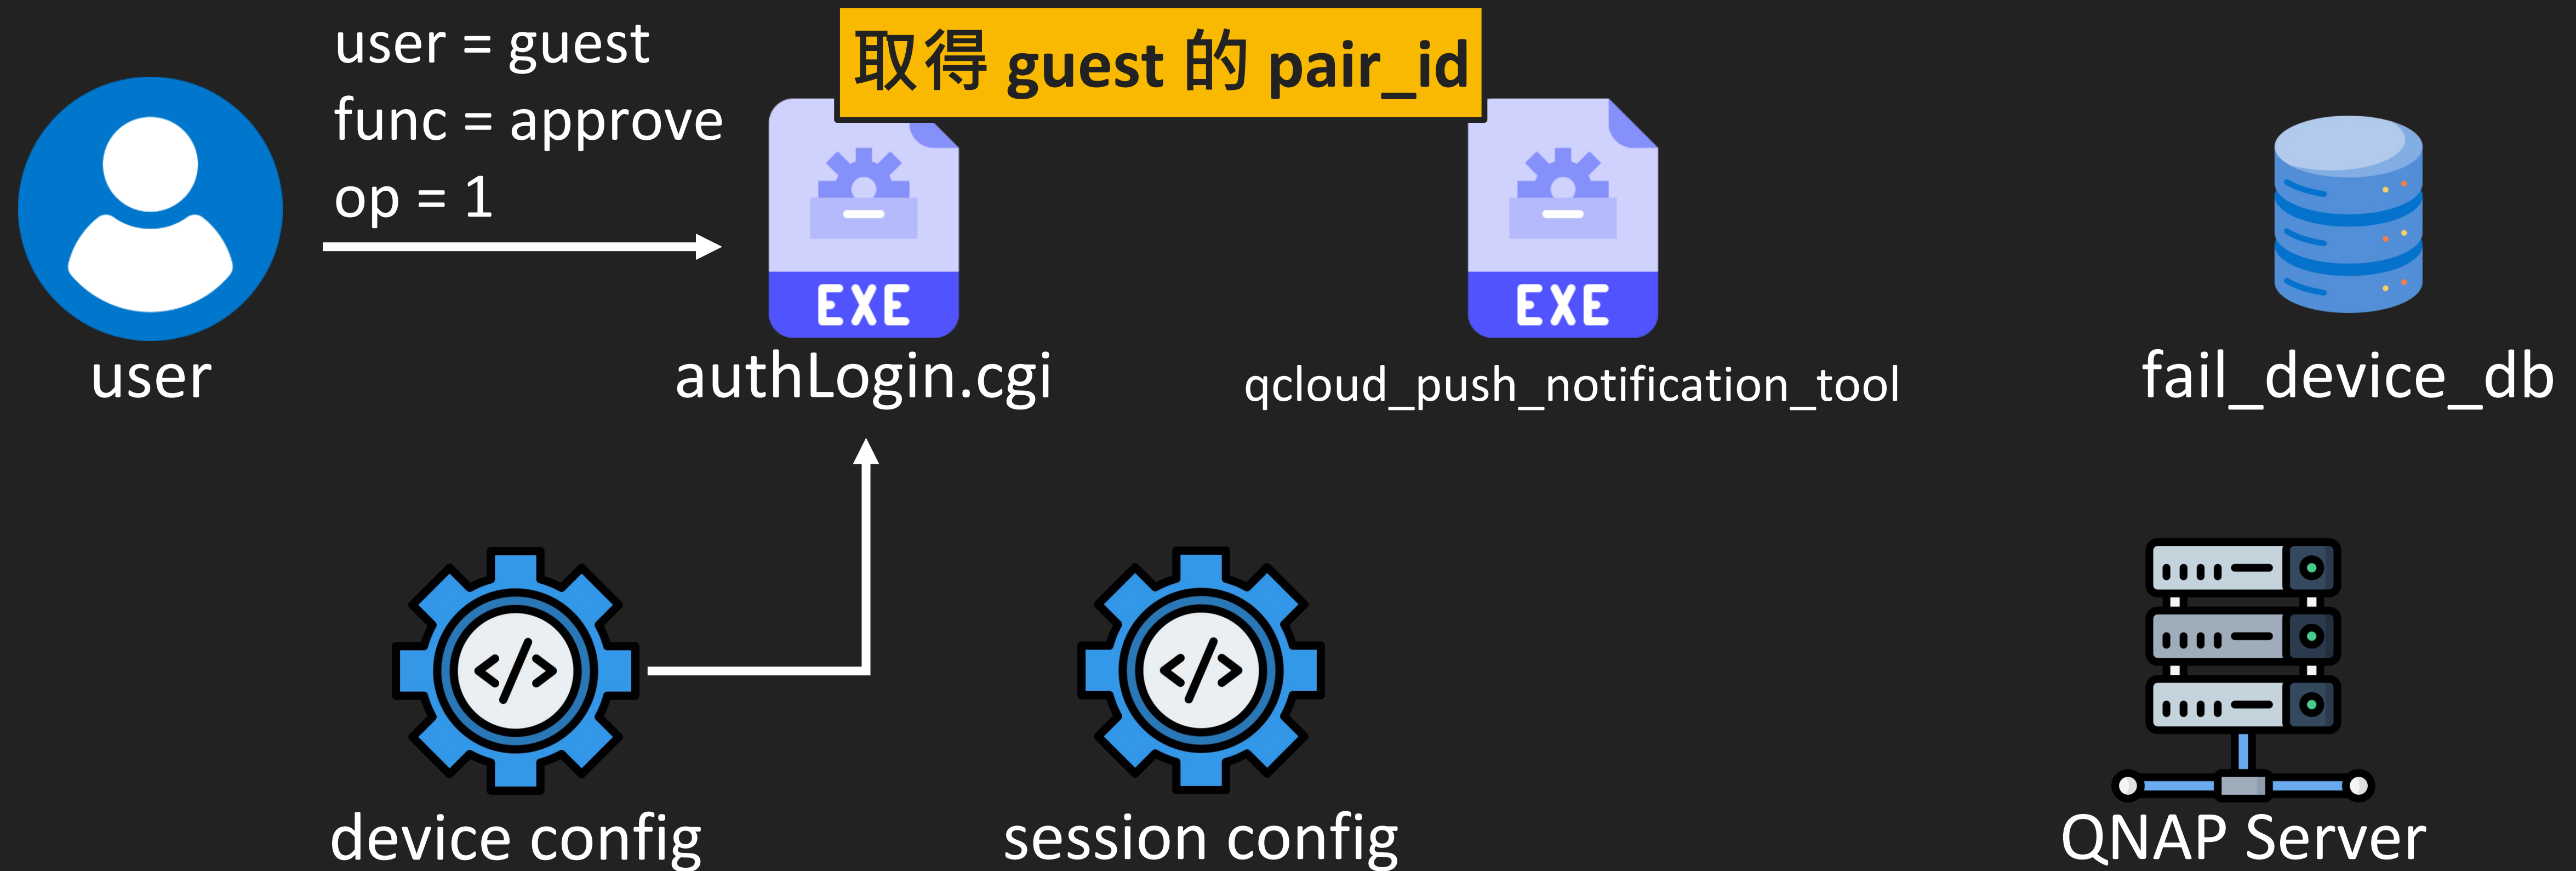 user = guest
func = approve
op = 1
取得 guest 的 pair_id
EXE
EXE
user
authLogin.cgi
qcloud_push_notification_tool
fail_device_db
</>
</>
device config
session config
QNAP Server